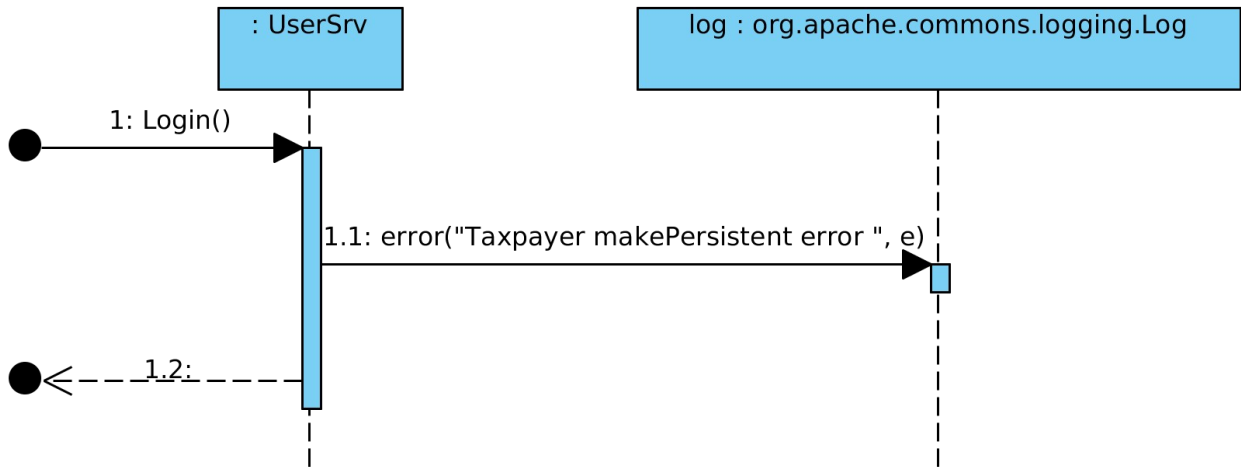 : UserSrv
log : org.apache.commons.logging.Log
1: Login()
1.1: error("Taxpayer makePersistent error ", e)
1.2: